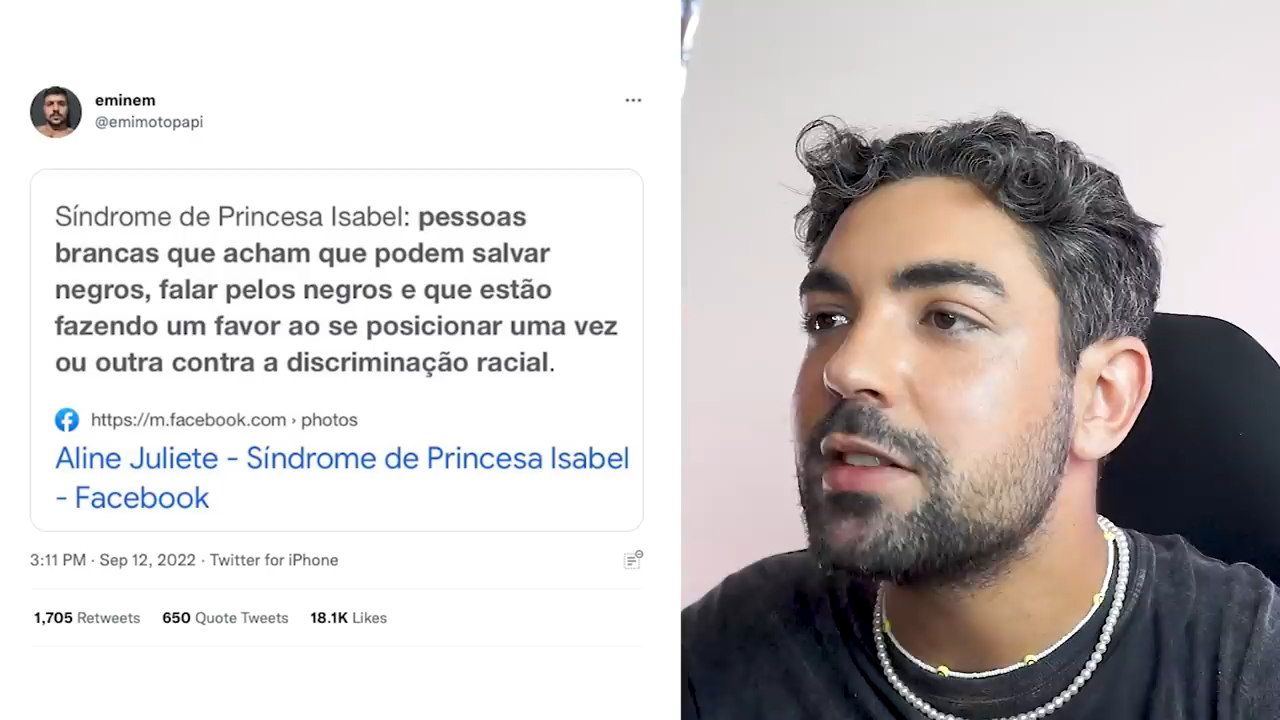 eminem
@emimotopapi
Síndrome de Princesa Isabel: pessoas
brancas que acham que podem salvar
negros, falar pelos negros e que estão
fazendo um favor ao se posicionar uma vez
ou outra contra a discriminação racial.
https://m.facebook.com › photos
Aline Juliete - Síndrome de Princesa Isabel
- Facebook
3:11 PM · Sep 12, 2022 · Twitter for iPhone
1,705 Retweets 650 Quote Tweets 18.1K Likes